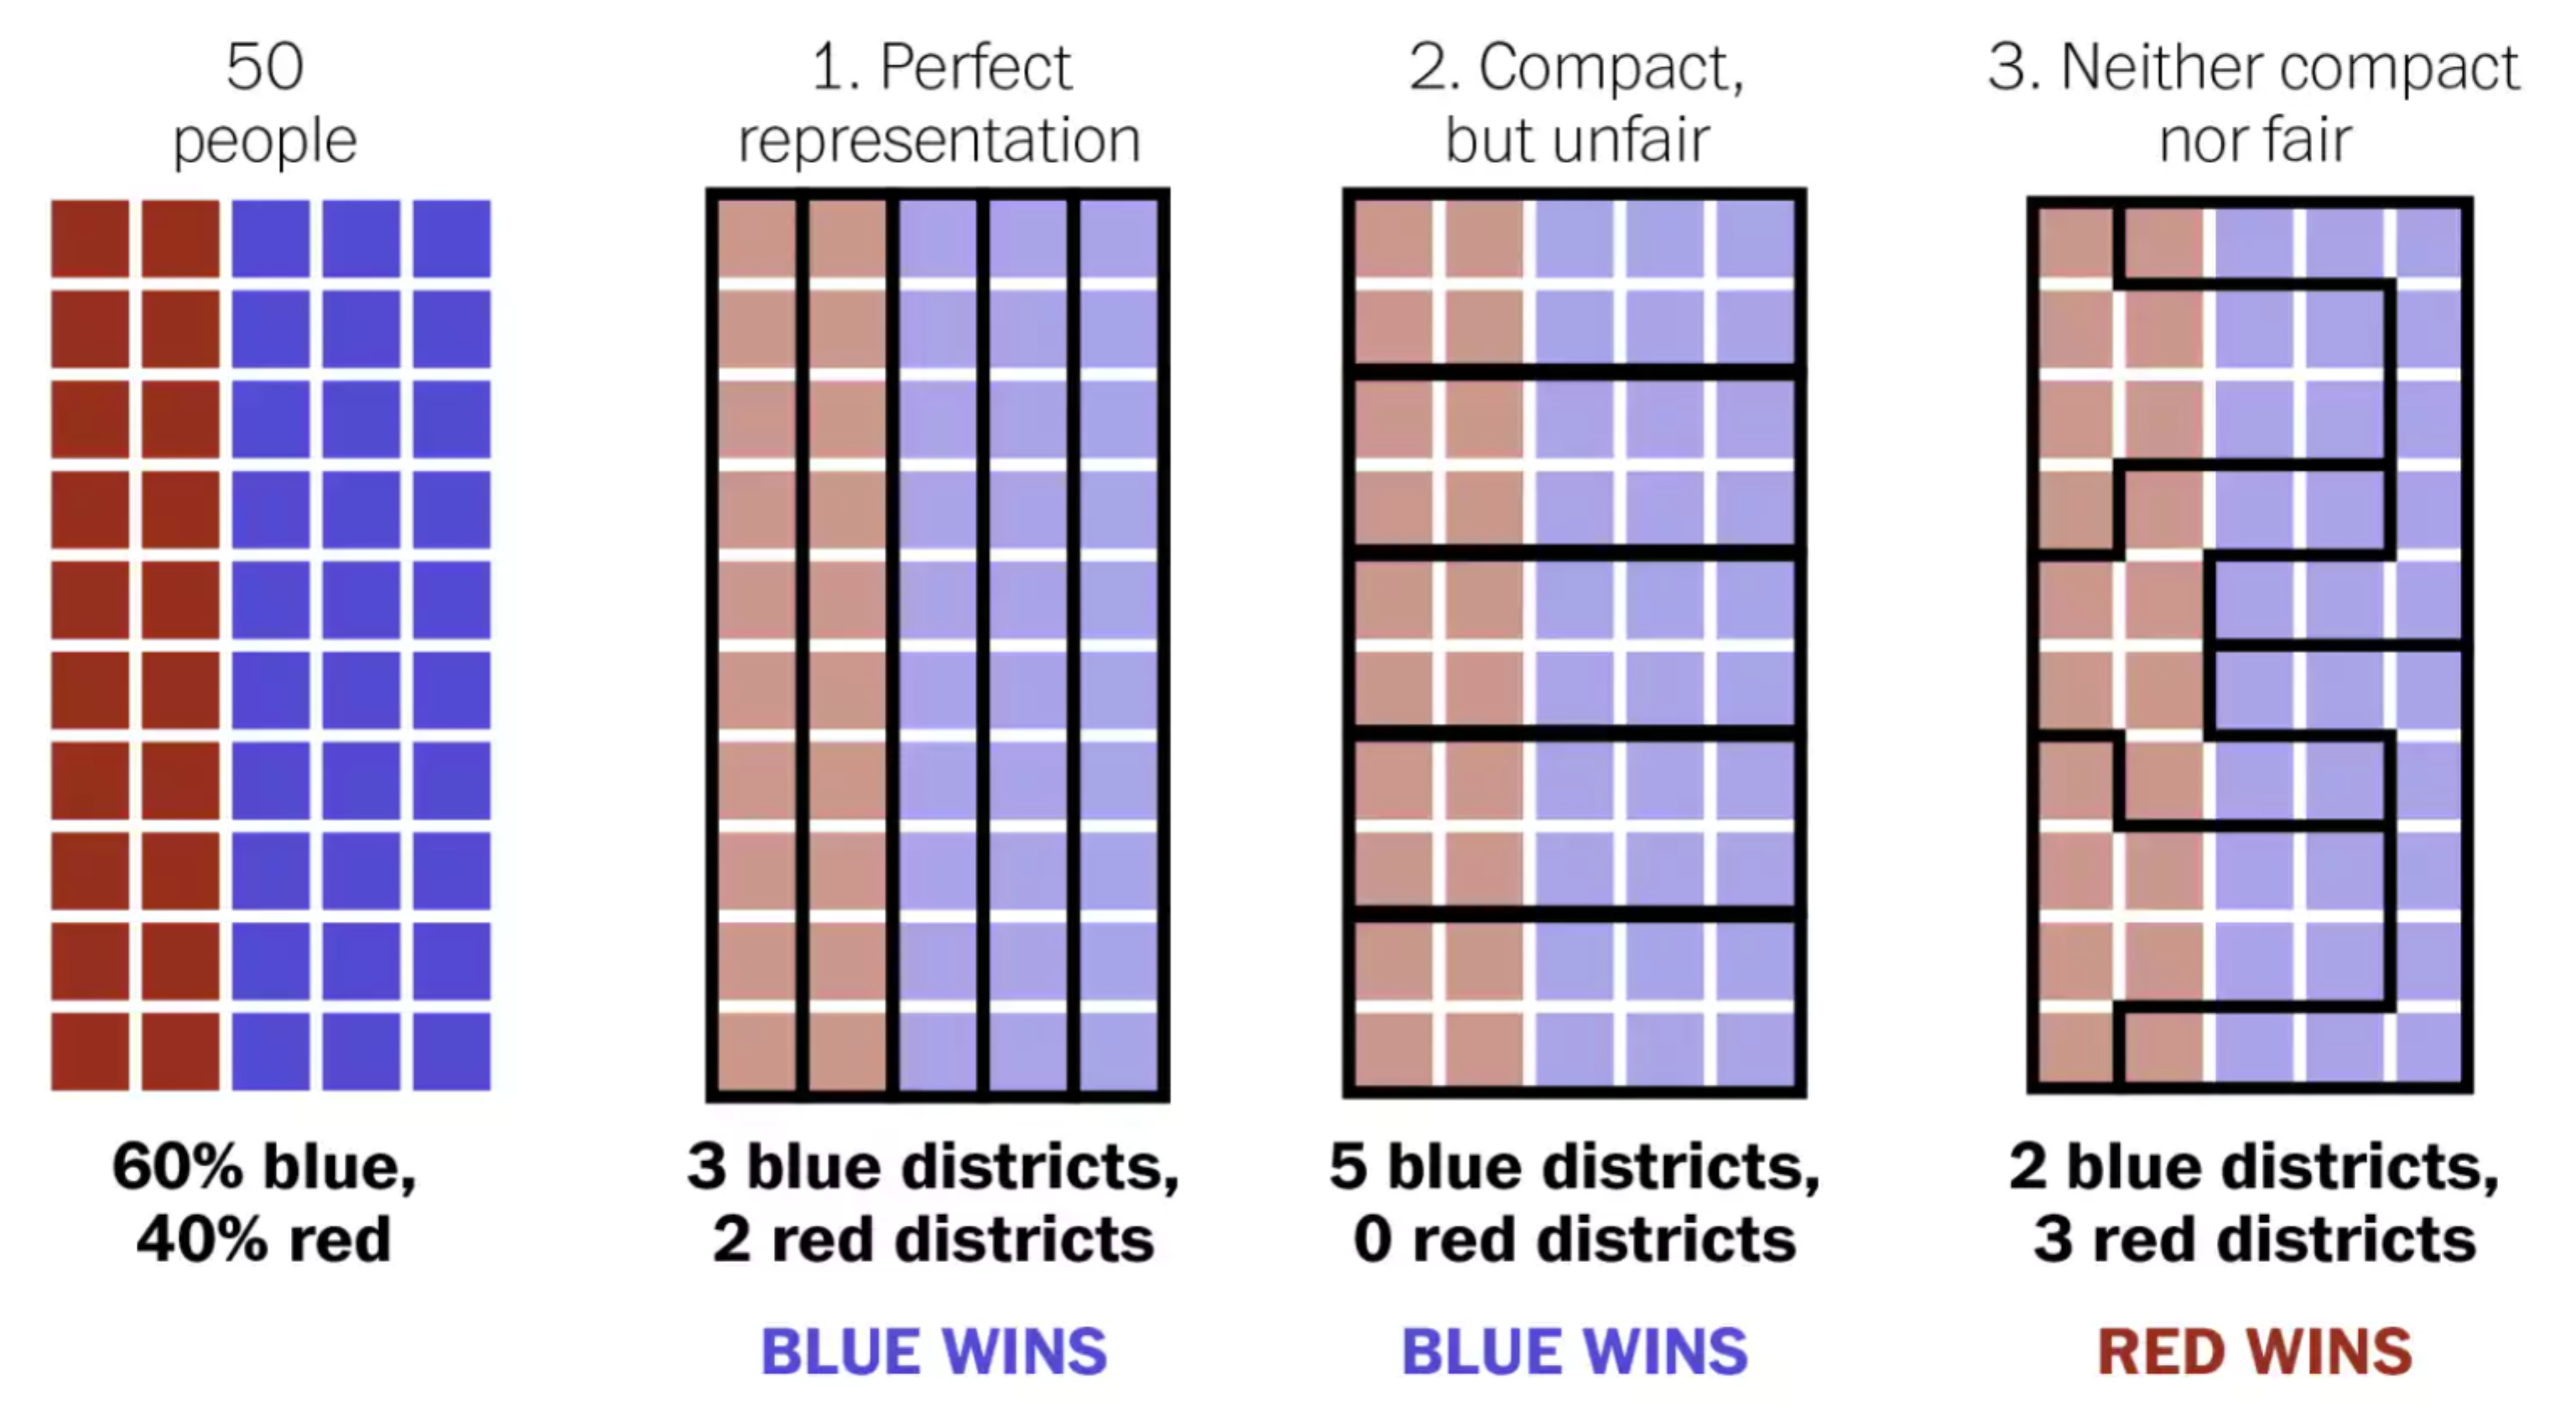 50
people
60% blue,
40% red
1. Perfect
representation
3 blue districts,
2 red districts
BLUE WINS
2. Compact,
but unfair
5 blue districts,
0 red districts
BLUE WINS
3. Neither compact
nor fair
2 blue districts,
3 red districts
RED WINS